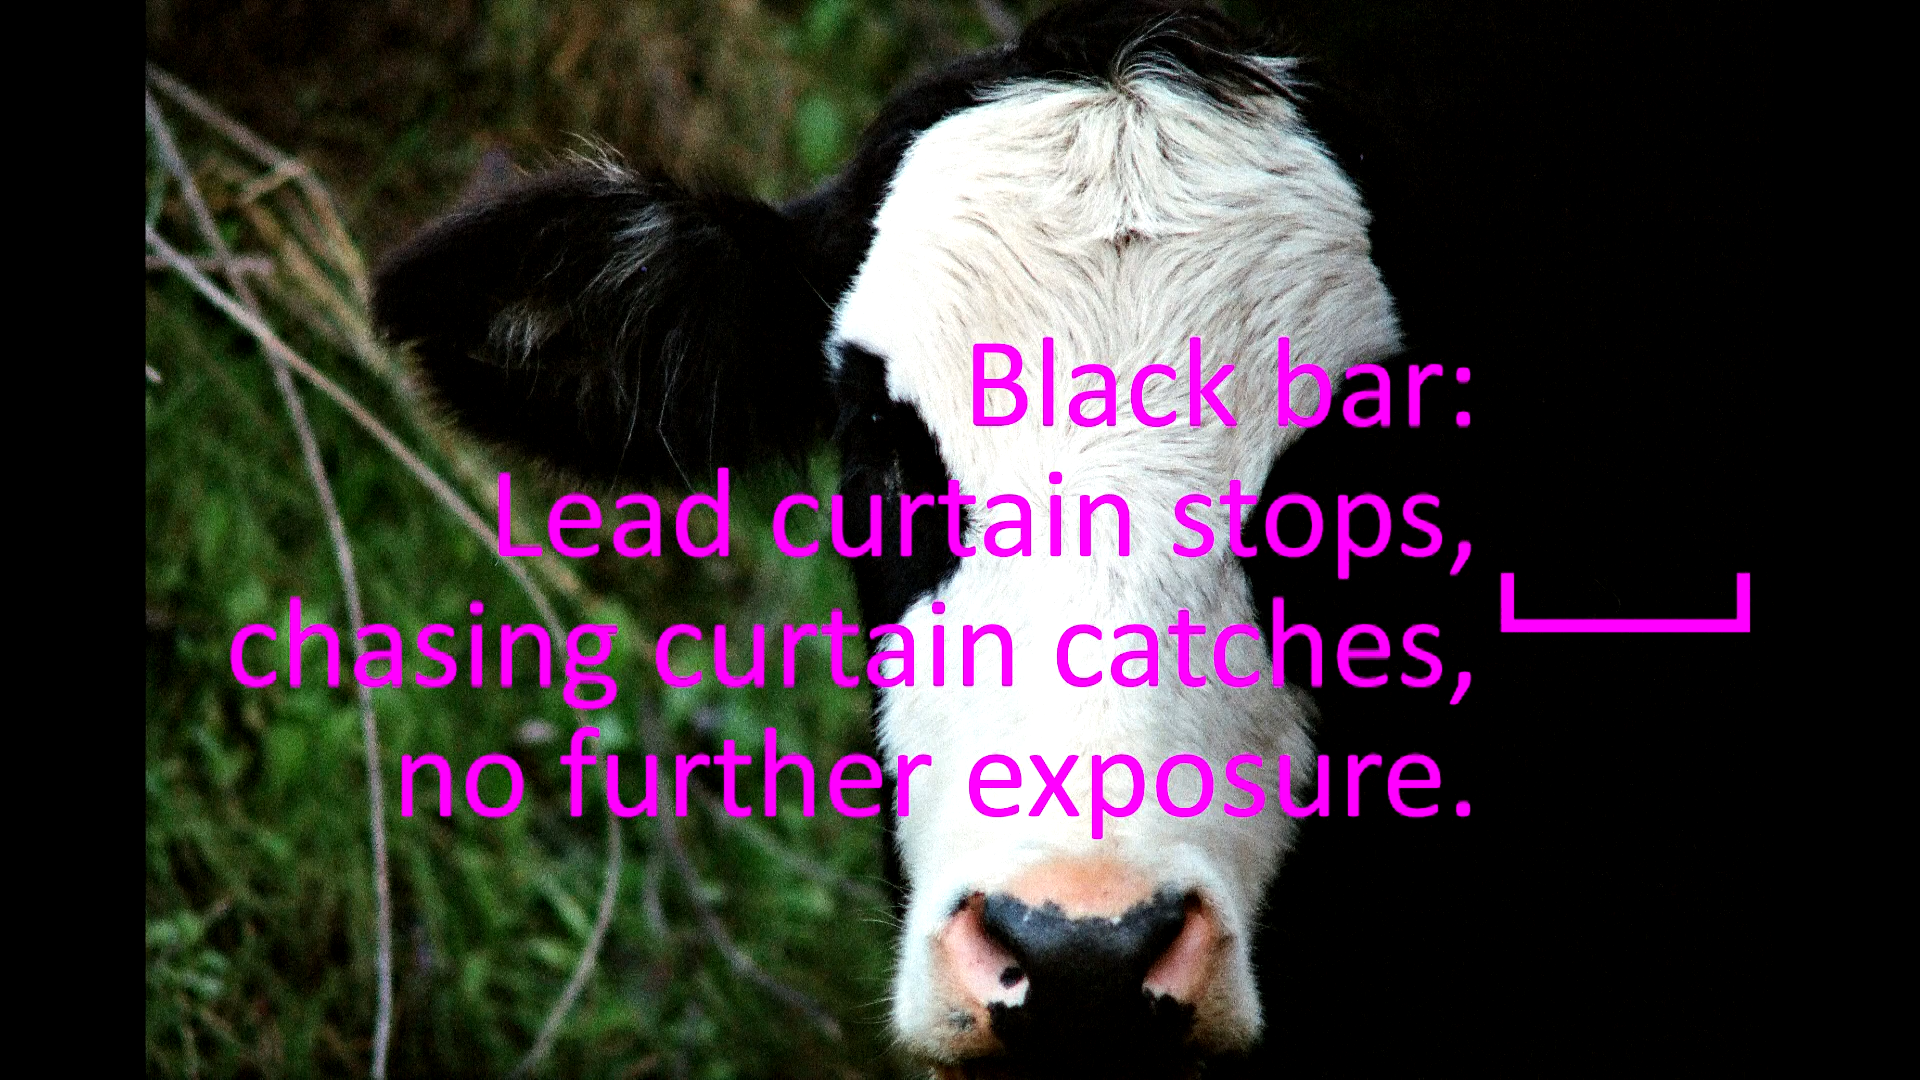 Black bar:
Lead curtain stops,
chasing curtain catches,
no further exposure.